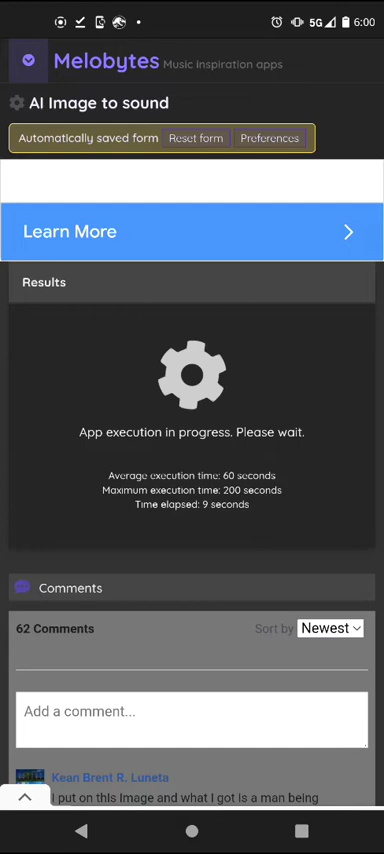 5G 6:00
Melobytes Music inspiration apps
AI Image to sound
Automatically saved form Reset form Preferences
Learn More
Results
App execution in progress. Please wait.
Average execution time: 60 seconds
Maximum execution time: 200 seconds
Time elapsed: 9 seconds
Comments
62 Comments Sort by Newest
Add a comment...
Kean Brent R. Luneta
I put on this Image and what I got is a man being